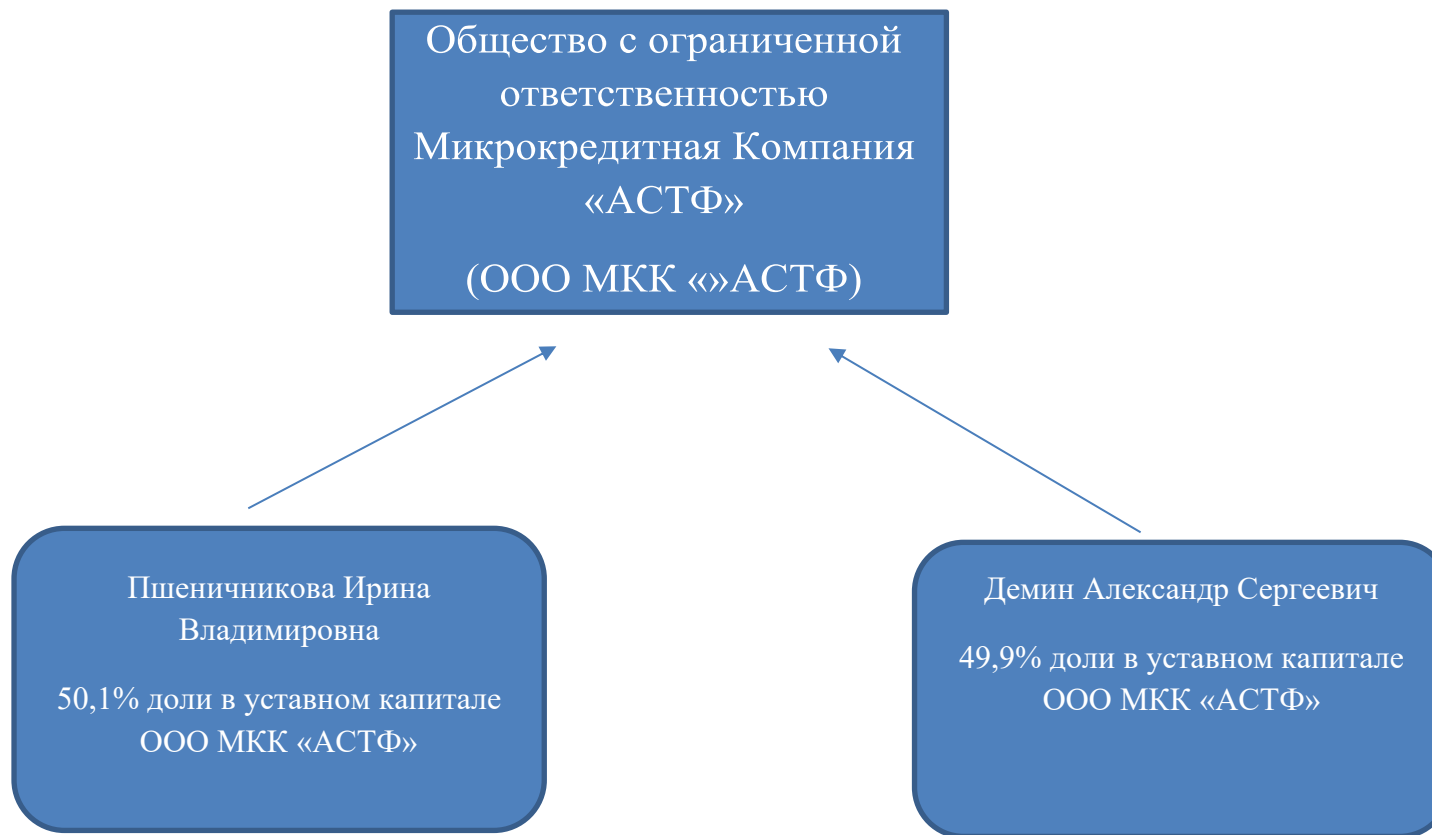 Общество с ограниченной
ответственностью
Микрокредитная Компания
«АСТФ»
(ООО МКК «»АСТФ)
Пшеничникова Ирина
Владимировна
50,1% доли в уставном капитале
ООО МКК «АСТФ»
Демин Александр Сергеевич
49,9% доли в уставном капитале
ООО МКК «АСТФ»